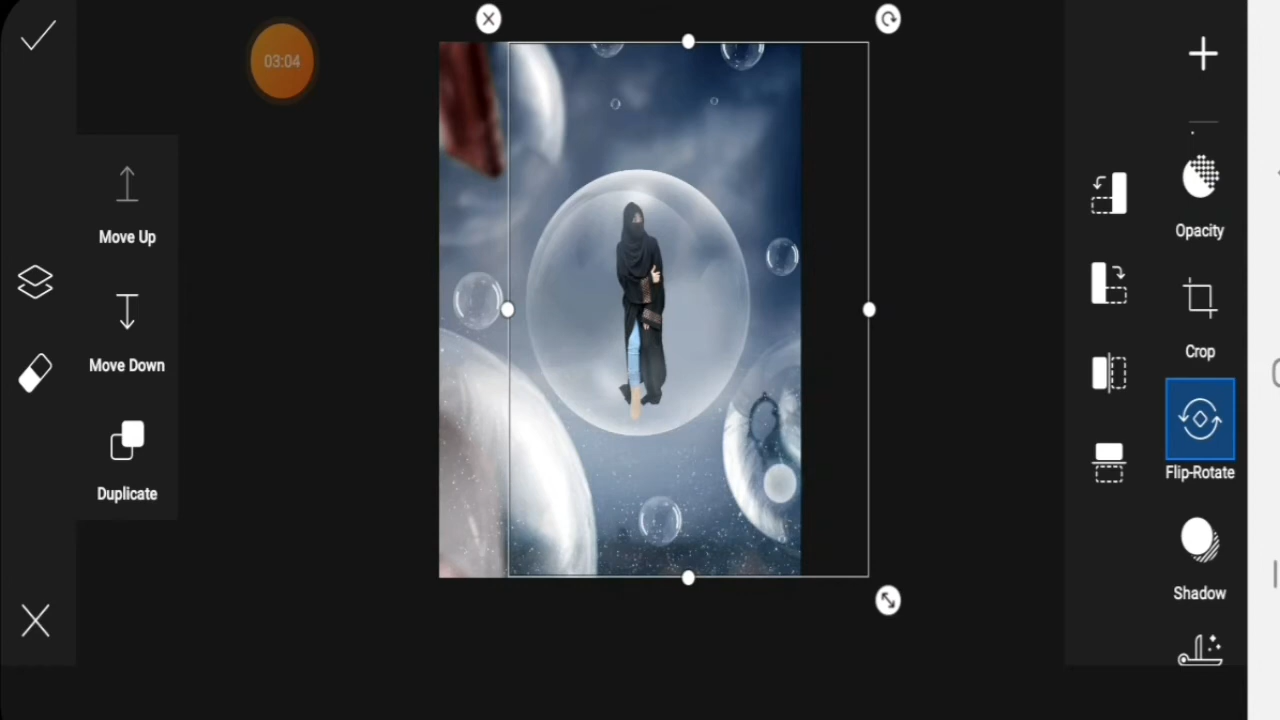 03:04
Move Up
Move Down
Duplicate
Opacity
Crop
Flip-Rotate
Shadow